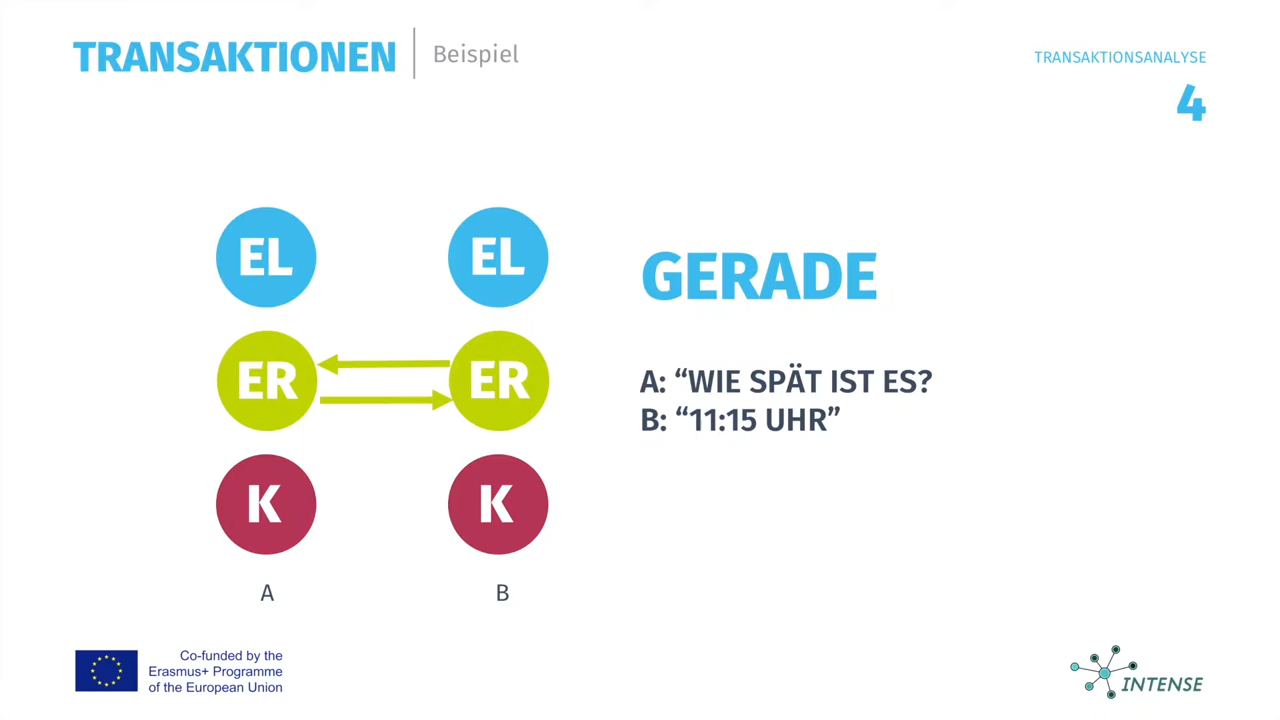 TRANSAKTIONEN
Beispiel
TRANSAKTIONSANALYSE
4
EL
EL
GERADE
ER
ER
A: “WIE SPÄT IST ES?
B: “11:15 UHR”
K
K
A
B
Co-funded by the
Erasmus+ Programme
of the European Union
INTENSE